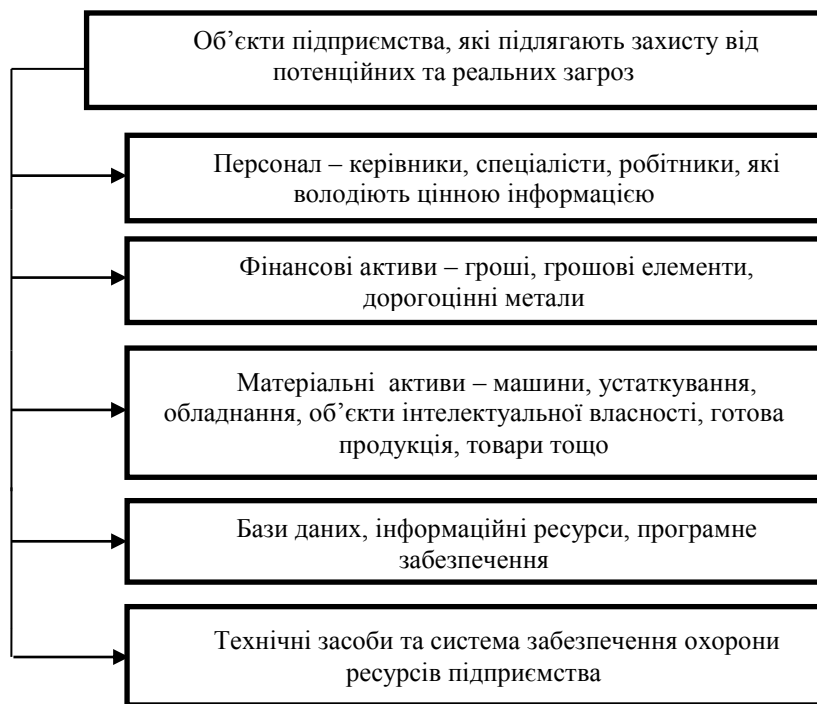 Об’єкти підприємства, які підлягають захисту від
потенційних та реальних загроз
Персонал – керівники, спеціалісти, робітники, які
володіють цінною інформацією
Фінансові активи – гроші, грошові елементи,
дорогоцінні метали
Матеріальні активи – машини, устаткування,
обладнання, об’єкти інтелектуальної власності, готова
продукція, товари тощо
Бази даних, інформаційні ресурси, програмне
забезпечення
Технічні засоби та система забезпечення охорони
ресурсів підприємства